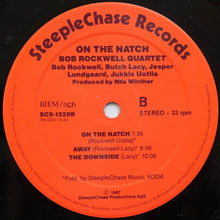 SteepleChase Records
ON THE NATCH
BOB ROCKWELL QUARTET
Bob Rockwell, Butch Lacy, Jesper
Lundgaard, Jukkis Uotila
Produced by Nils Winther
BIEM/ncb
SCS-1229B
B
STEREO - 33 rpm
ON THE NATCH 7:39
(Rockwell-Uotila)*
AWAY (Rockwell-Lacy)* 8:46
THE DOWNSIDE (Lacy)* 10:08
*Publ. by SteepleChase Music, KODA
℗ 1987
SteepleChase Productions ApS